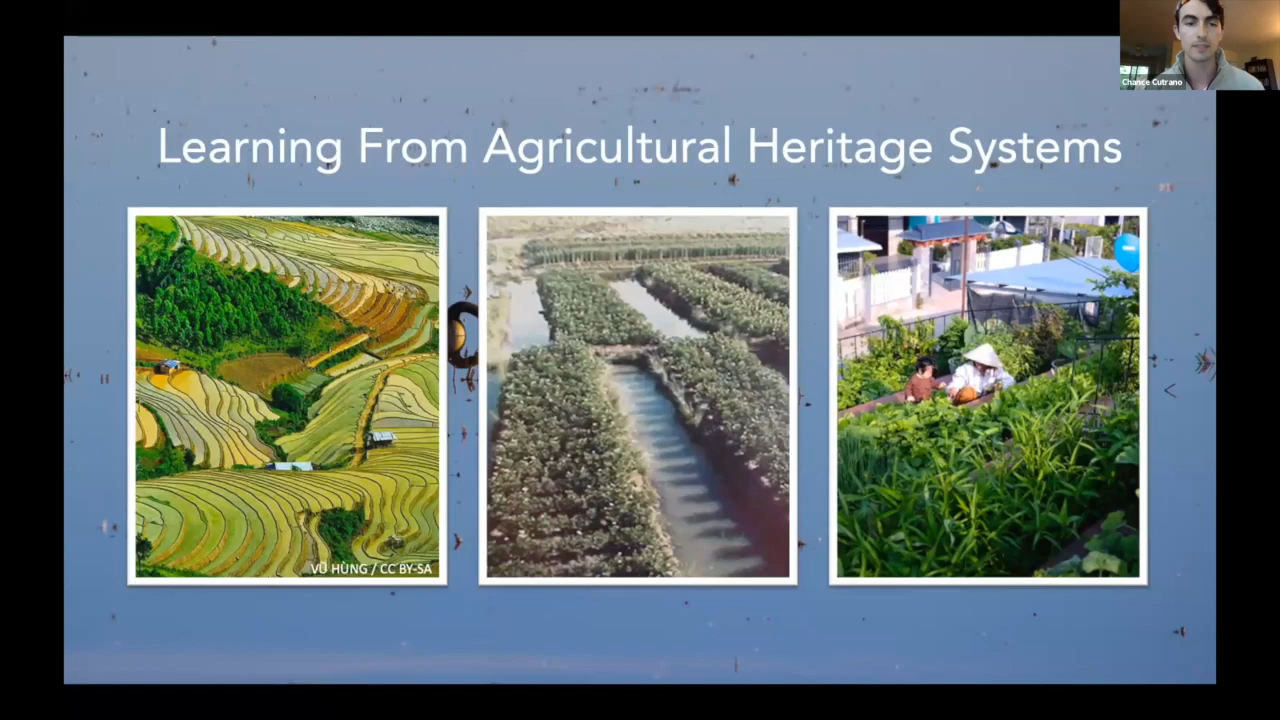 Chance Cutrano
Learning From Agricultural Heritage Systems
VŨ HÙNG / CC BY-SA